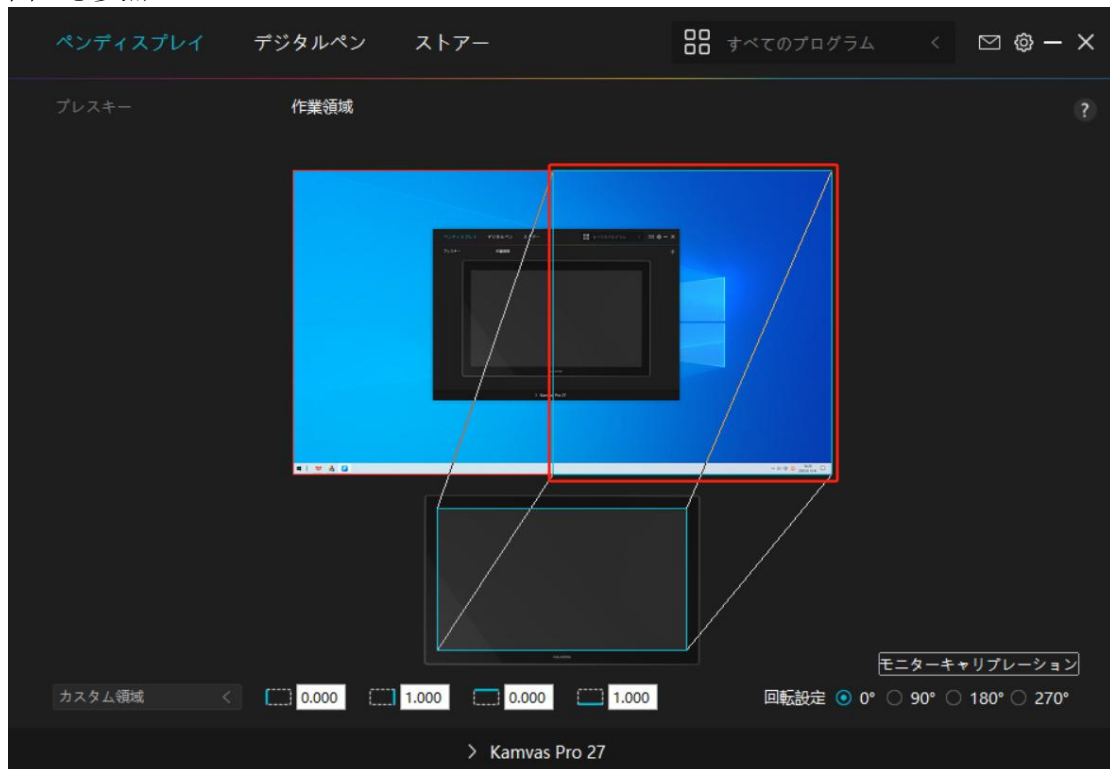 ペンディスプレイ デジタルペン ストアー すべてのプログラム
プレスキー 作業領域 ?
モニターキャリブレーション
カスタム領域 0.000 1.000 0.000 1.000 回転設定 0° 90° 180° 270°
Kamvas Pro 27